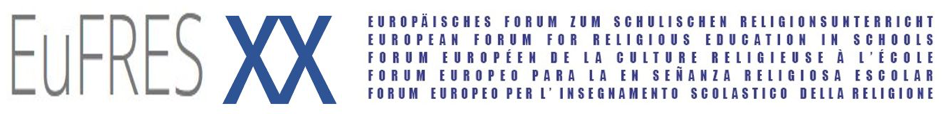 EuFRES XX
EUROPÄISCHES FORUM ZUM SCHULISCHEN RELIGIONSUNTERRICHT
EUROPEAN FORUM FOR RELIGIOUS EDUCATION IN SCHOOLS
FORUM EUROPÉEN DE LA CULTURE RELIGIEUSE À L'ÉCOLE
FORUM EUROPEO PARA LA EN SEÑANZA RELIGIOSA ESCOLAR
FORUM EUROPEO PER L' INSEGNAMENTO SCOLASTICO DELLA RELIGIONE